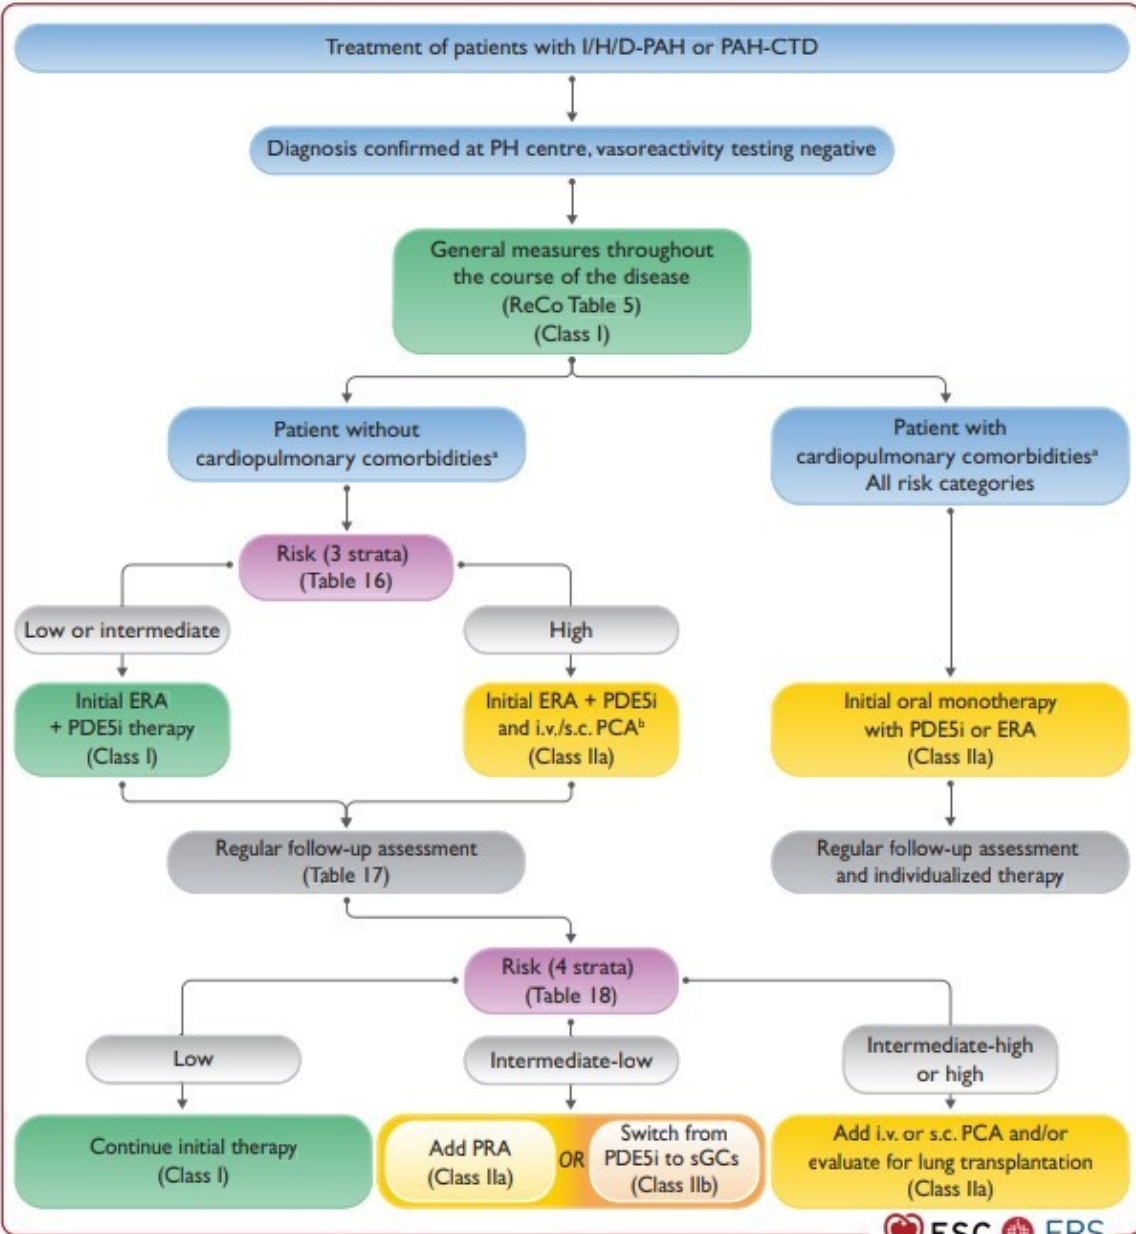 Treatment of patients with I/H/D-PAH or PAH-CTD
Diagnosis confirmed at PH centre, vasoreactivity testing negative
General measures throughout
the course of the disease
(ReCo Table 5)
(Class I)
Patient without
cardiopulmonary comorbiditiesᵃ
Patient with
cardiopulmonary comorbiditiesᵃ
All risk categories
Risk (3 strata)
(Table 16)
Low or intermediate
High
Initial ERA
+ PDE5i therapy
(Class I)
Initial ERA + PDE5i
and i.v./s.c. PCAᵇ
(Class IIa)
Initial oral monotherapy
with PDE5i or ERA
(Class IIa)
Regular follow-up assessment
(Table 17)
Regular follow-up assessment
and individualized therapy
Risk (4 strata)
(Table 18)
Low
Intermediate-low
Intermediate-high
or high
Continue initial therapy
(Class I)
Add PRA
(Class IIa)
OR
Switch from
PDE5i to sGCs
(Class IIb)
Add i.v. or s.c. PCA and/or
evaluate for lung transplantation
(Class IIa)
ESC ERS